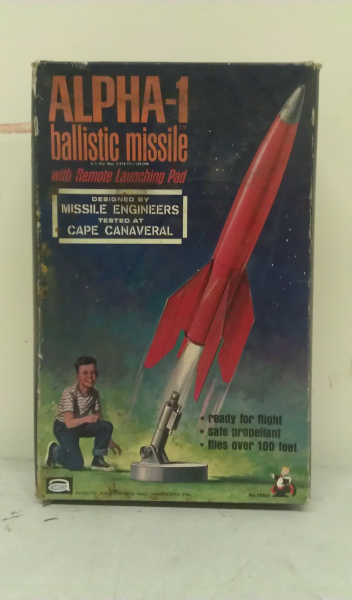 ALPHA-1
ballistic missile
with Remote Launching Pad
DESIGNED BY
MISSILE ENGINEERS
TESTED AT
CAPE CANAVERAL
• ready for flight
• safe propellant
• flies over 100 feet